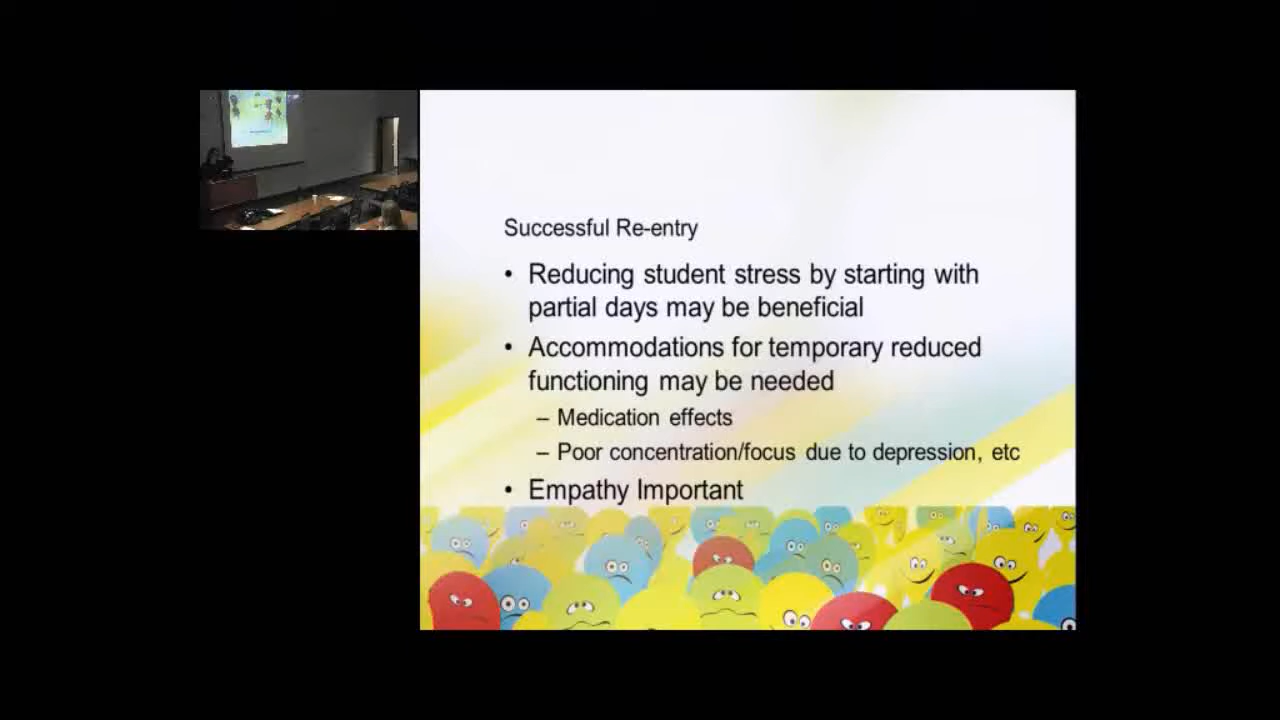 Successful Re-entry
• Reducing student stress by starting with
partial days may be beneficial
• Accommodations for temporary reduced
functioning may be needed
– Medication effects
– Poor concentration/focus due to depression, etc
• Empathy Important